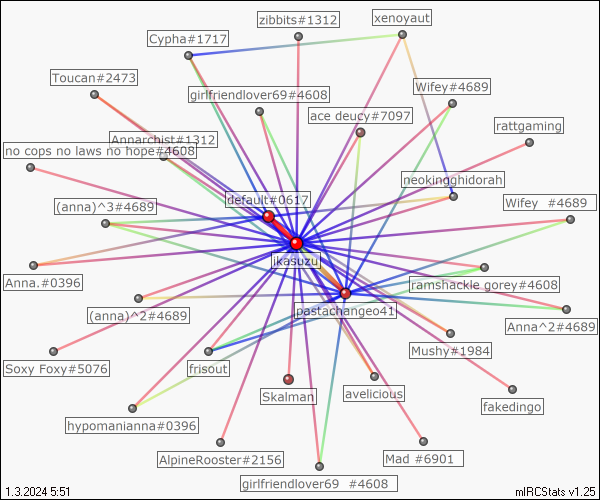 zibbits#1312
xenoyaut
Cypha#1717
Toucan#2473
girlfriendlover69#4608
Wifey#4689
ace deucy#7097
rattgaming
Annarchist#1312
no cops no laws no hope#4608
neokingghidorah
default#0617
(anna)^3#4689
Wifey  #4689
ikasuzu
Anna.#0396
ramshackle gorey#4608
pastachangeo41
(anna)^2#4689
Anna^2#4689
Mushy#1984
Soxy Foxy#5076
frisout
Skalman
avelicious
fakedingo
hypomanianna#0396
AlpineRooster#2156
Mad #6901
girlfriendlover69  #4608
1.3.2024 5:51
mIRCStats v1.25